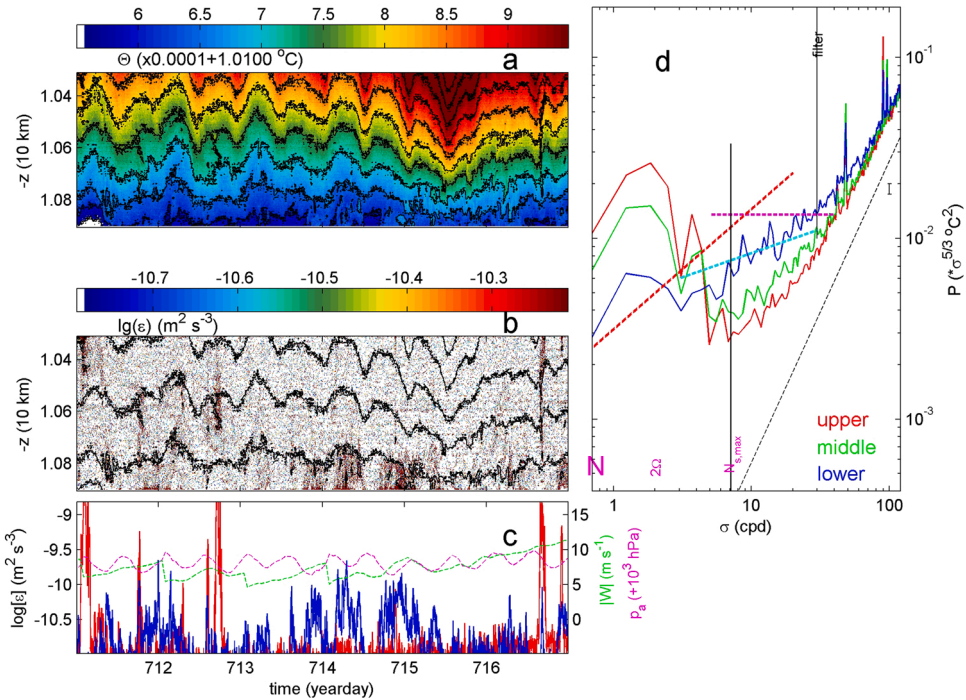 6 6.5 7 7.5 8 8.5 9
Θ (x0.0001+1.0100 °C)
a
1.04
1.06
1.08
-z (10 km)
-10.7 -10.6 -10.5 -10.4 -10.3
lg(ε) (m² s⁻³)
b
1.04
1.06
1.08
-z (10 km)
-9
-9.5
-10
-10.5
log[ε] (m² s⁻³)
c
15
10
5
0
|W| (m s⁻¹)
pₐ (+10³ hPa)
712 713 714 715 716
time (yearday)
d
filter
10⁻¹
10⁻²
10⁻³
P (*σ⁵ᐟ³ °C²)
I
upper
middle
lower
N
2Ω
Ns,max
1 10 100
σ (cpd)